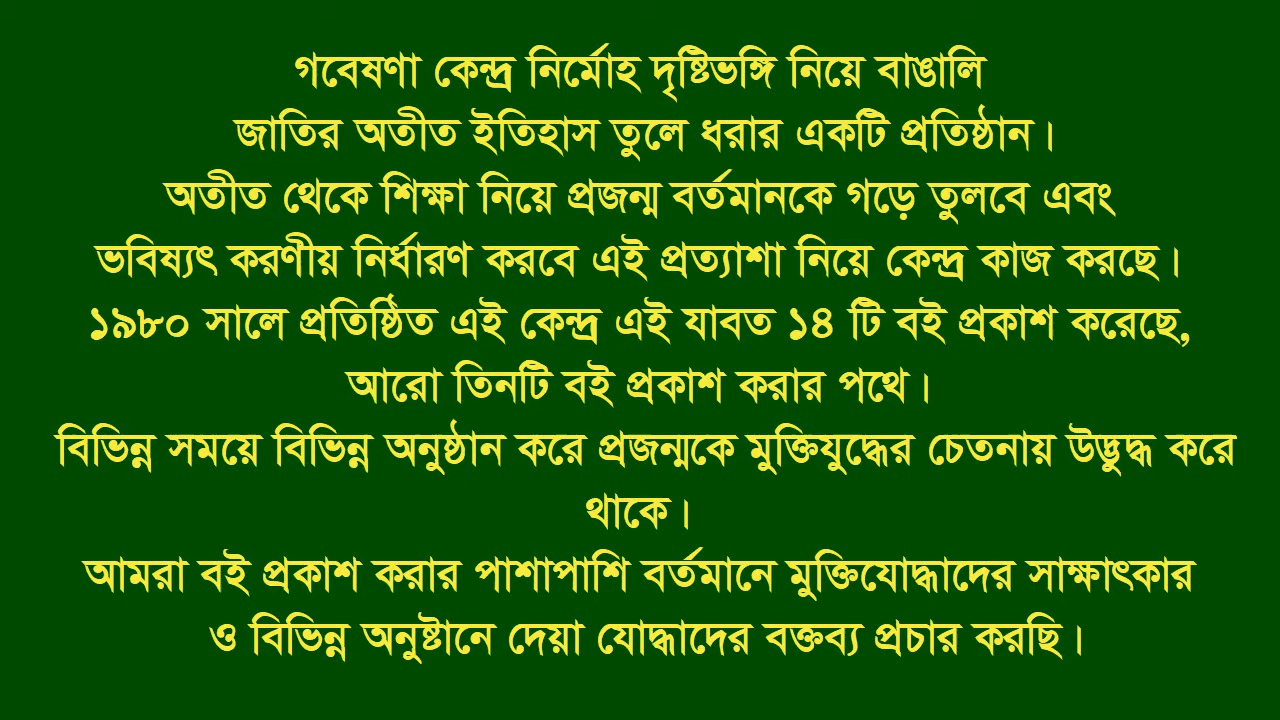 গবেষণা কেন্দ্র নির্মোহ দৃষ্টিভঙ্গি নিয়ে বাঙালি
জাতির অতীত ইতিহাস তুলে ধরার একটি প্রতিষ্ঠান।
অতীত থেকে শিক্ষা নিয়ে প্রজন্ম বর্তমানকে গড়ে তুলবে এবং
ভবিষ্যৎ করণীয় নির্ধারণ করবে এই প্রত্যাশা নিয়ে কেন্দ্র কাজ করছে।
১৯৮০ সালে প্রতিষ্ঠিত এই কেন্দ্র এই যাবত ১৪ টি বই প্রকাশ করেছে,
আরো তিনটি বই প্রকাশ করার পথে।
বিভিন্ন সময়ে বিভিন্ন অনুষ্ঠান করে প্রজন্মকে মুক্তিযুদ্ধের চেতনায় উদ্ভুদ্ধ করে
থাকে।
আমরা বই প্রকাশ করার পাশাপাশি বর্তমানে মুক্তিযোদ্ধাদের সাক্ষাৎকার
ও বিভিন্ন অনুষ্টানে দেয়া যোদ্ধাদের বক্তব্য প্রচার করছি।